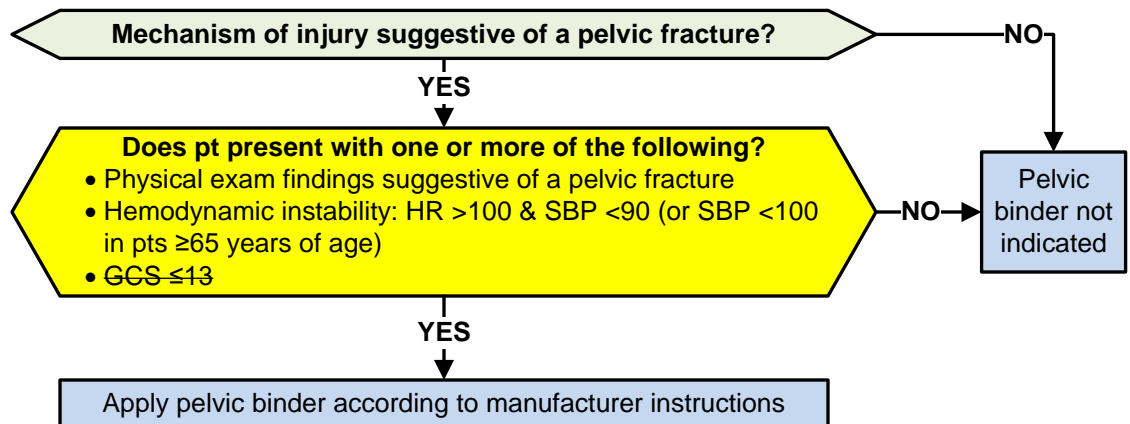 Mechanism of injury suggestive of a pelvic fracture?
NO
YES
Does pt present with one or more of the following?
• Physical exam findings suggestive of a pelvic fracture
• Hemodynamic instability: HR >100 & SBP <90 (or SBP <100
in pts ≥65 years of age)
• GCS ≤13
NO
Pelvic
binder not
indicated
YES
Apply pelvic binder according to manufacturer instructions